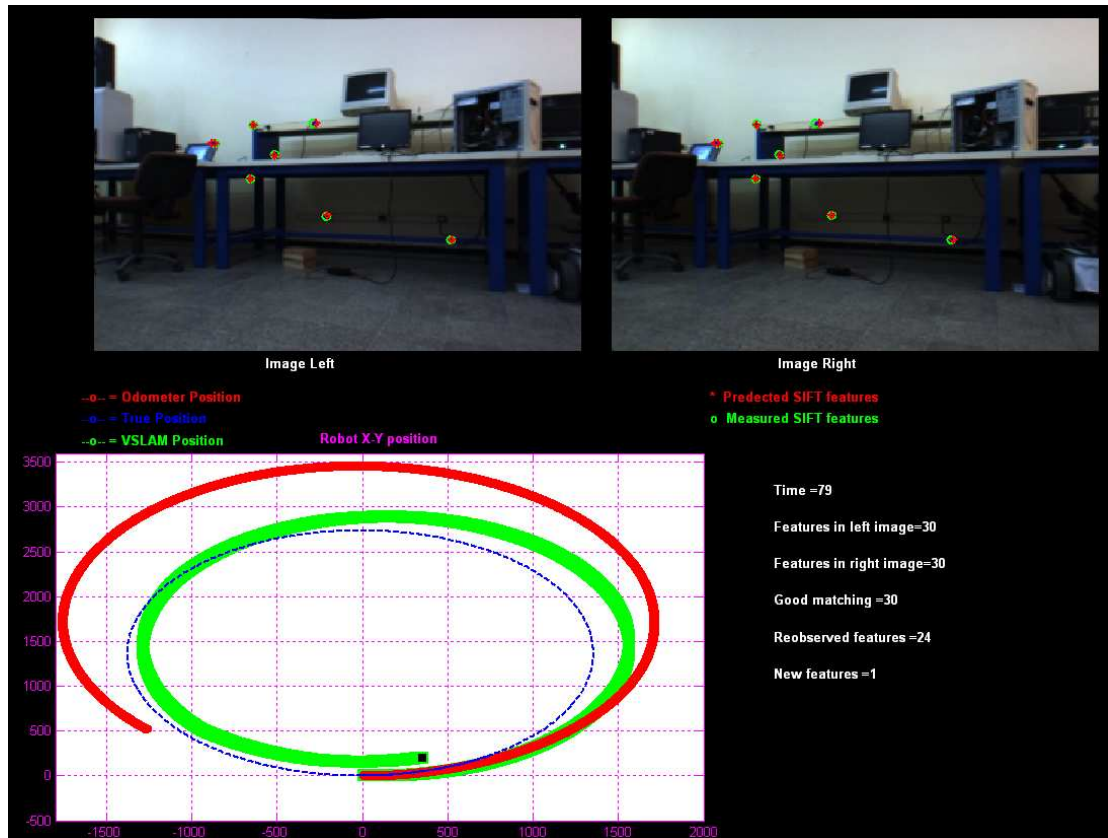 Image Left
Image Right
--o-- = Odometer Position
--o-- = True Position
--o-- = VSLAM Position
* Predected SIFT features
o Measured SIFT features
Robot X-Y position
3500
3000
2500
2000
1500
1000
500
0
-500
-1500
-1000
-500
0
500
1000
1500
2000
Time =79
Features in left image=30
Features in right image=30
Good matching =30
Reobserved features =24
New features =1